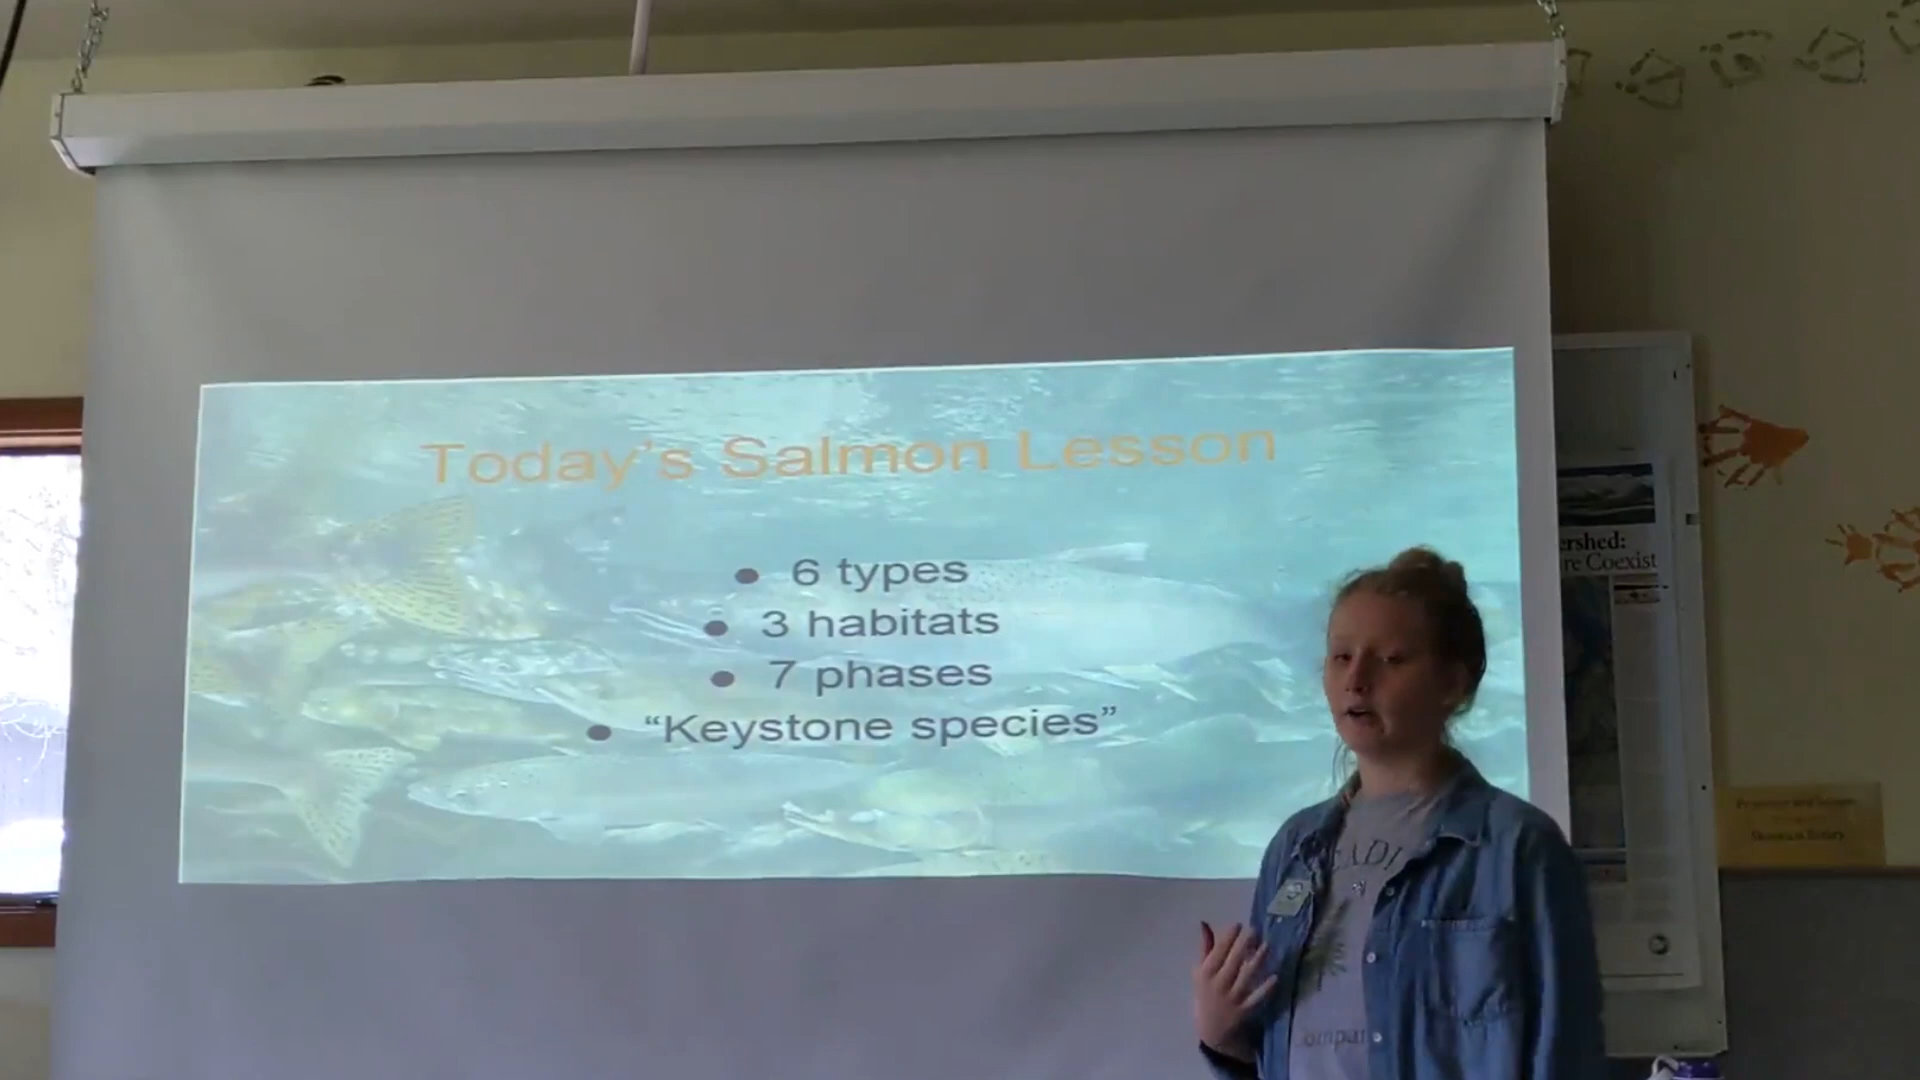 Today's Salmon Lesson
• 6 types
• 3 habitats
• 7 phases
• “Keystone species”
ershed:
re Coexist